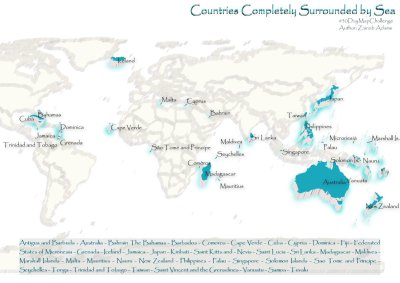 Countries Completely Surrounded by Sea
#30DayMapChallenge
Iceland
Malta
Cyprus
Bahrain
Japan
Taiwan
Cuba
Bahamas
Jamaica
Dominica
Trinidad and Tobago
Grenada
Cape Verde
Sao Tome and Principe
Maldives
Sri Lanka
Seychelles
Comoros
Madagascar
Mauritius
Philippines
Singapore
Palau
Micronesia
Marshall Is.
Solomon Is.
Nauru
Vanuatu
Australia
New Zealand
Antigua and Barbuda - Australia - Bahrain - The Bahamas - Barbados - Comoros - Cape Verde - Cuba - Cyprus - Dominica - Fiji - Federated
States of Micronesia - Grenada - Iceland - Jamaica - Japan - Kiribati - Saint Kitts and Nevis - Saint Lucia - Sri Lanka - Madagascar - Maldives -
Marshall Islands - Malta - Mauritius - Nauru - New Zealand - Philippines - Palau - Singapore - Solomon Islands - Sao Tome and Principe -
Seychelles - Tonga - Trinidad and Tobago - Taiwan - Saint Vincent and the Grenadines - Vanuatu - Samoa - Tuvalu